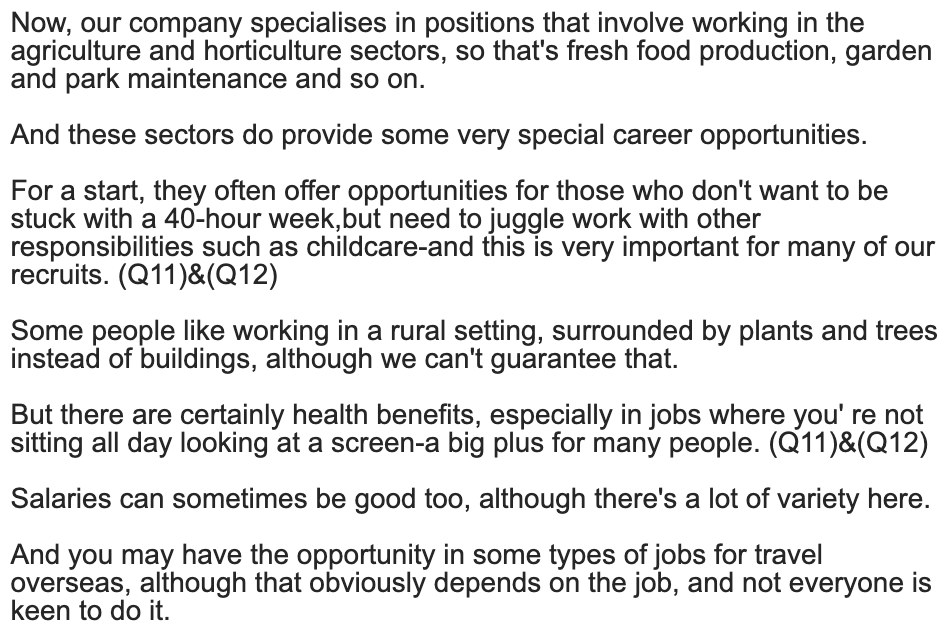 Now, our company specialises in positions that involve working in the
agriculture and horticulture sectors, so that's fresh food production, garden
and park maintenance and so on.
And these sectors do provide some very special career opportunities.
For a start, they often offer opportunities for those who don't want to be
stuck with a 40-hour week,but need to juggle work with other
responsibilities such as childcare-and this is very important for many of our
recruits. (Q11)&(Q12)
Some people like working in a rural setting, surrounded by plants and trees
instead of buildings, although we can't guarantee that.
But there are certainly health benefits, especially in jobs where you' re not
sitting all day looking at a screen-a big plus for many people. (Q11)&(Q12)
Salaries can sometimes be good too, although there's a lot of variety here.
And you may have the opportunity in some types of jobs for travel
overseas, although that obviously depends on the job, and not everyone is
keen to do it.